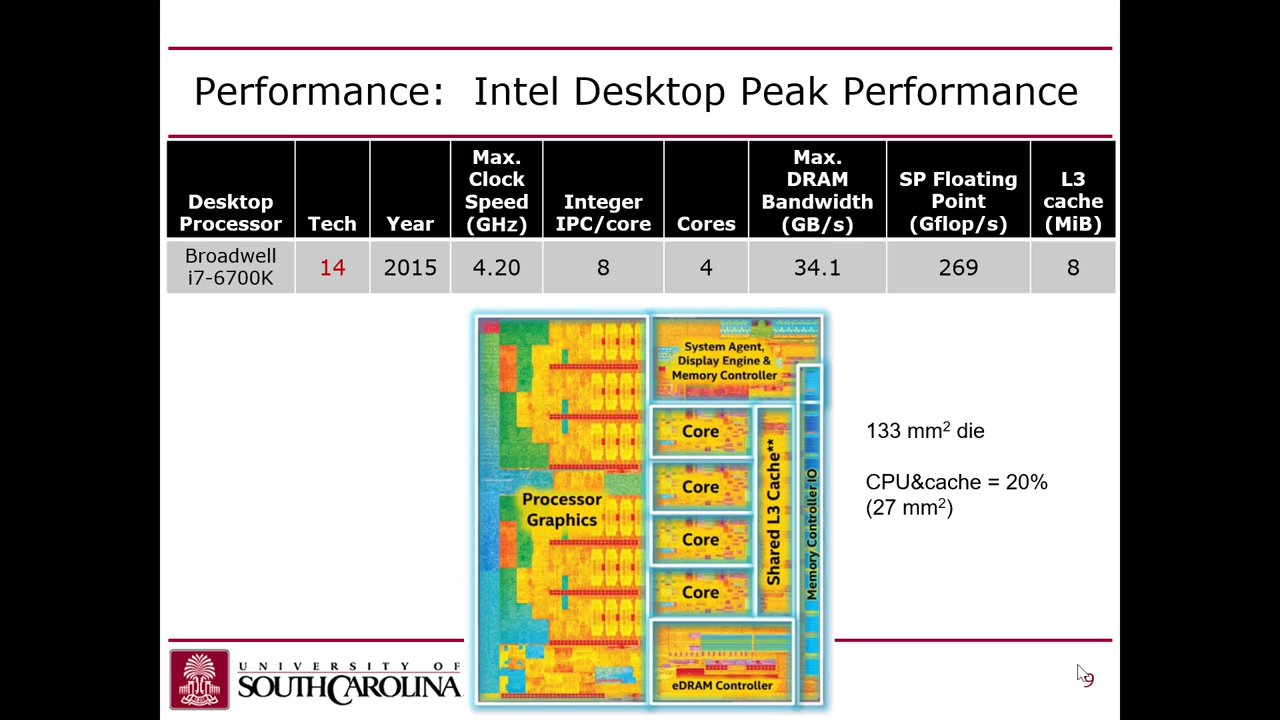 Performance: Intel Desktop Peak Performance
Desktop Processor Tech Year Max. Clock Speed (GHz) Integer IPC/core Cores Max. DRAM Bandwidth (GB/s) SP Floating Point (Gflop/s) L3 cache (MiB)
Broadwell i7-6700K 14 2015 4.20 8 4 34.1 269 8
System Agent,
Display Engine &
Memory Controller
Core
Core
Core
Core
Shared L3 Cache**
Memory Controller IO
Processor
Graphics
eDRAM Controller
133 mm² die
CPU&cache = 20%
(27 mm²)
UNIVERSITY OF
SOUTH CAROLINA
9